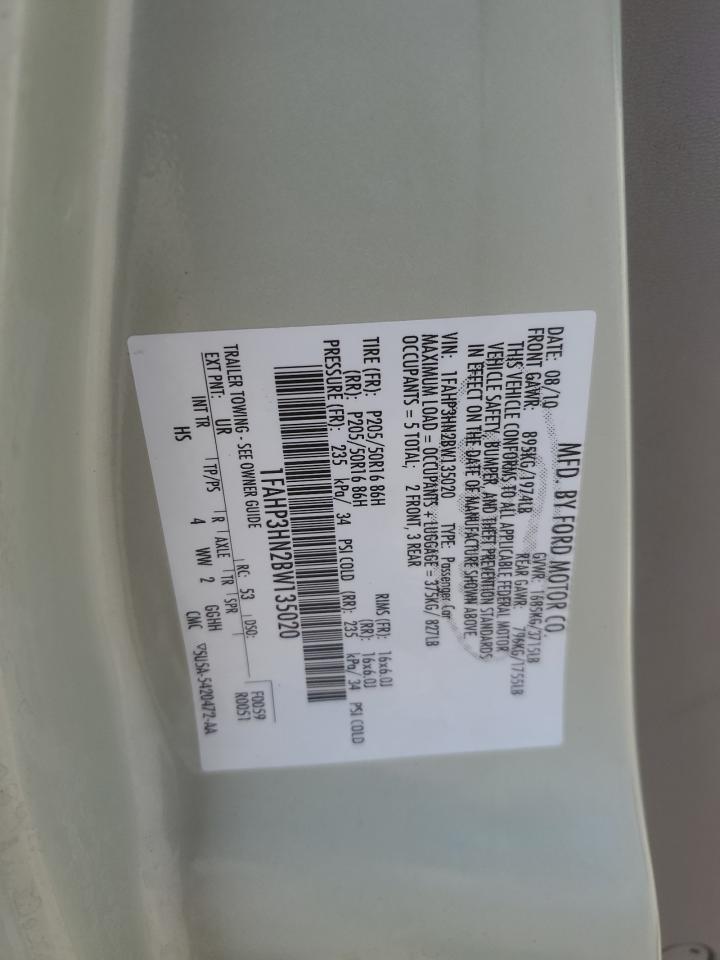 MFD. BY FORD MOTOR CO.
DATE: 08/10 GVWR: 1685KG/3715LB
FRONT GAWR: 895KG/1974LB REAR GAWR: 796KG/1755LB
THIS VEHICLE CONFORMS TO ALL APPLICABLE FEDERAL MOTOR
VEHICLE SAFETY, BUMPER, AND THEFT PREVENTION STANDARDS
IN EFFECT ON THE DATE OF MANUFACTURE SHOWN ABOVE.
VIN: 1FAHP3HN2BW135020 TYPE: Passenger Car
MAXIMUM LOAD = OCCUPANTS + LUGGAGE = 375KG/ 827LB
OCCUPANTS = 5 TOTAL; 2 FRONT, 3 REAR
TIRE (FR): P205/50R16 86H RIMS (FR): 16x6.0J
(RR): P205/50R16 86H (RR): 16x6.0J
PRESSURE (FR): 235 kPa/ 34 PSI COLD (RR): 235 kPa/ 34 PSI COLD
1FAHP3HN2BW135020
TRAILER TOWING - SEE OWNER GUIDE F0059
R0051
EXT PNT: UR RC: 53 DSO:
INT TR TP/PS R AXLE TR SPR
HS 4 WW 2 GGHH
CMC 5U5A-5420472-AA